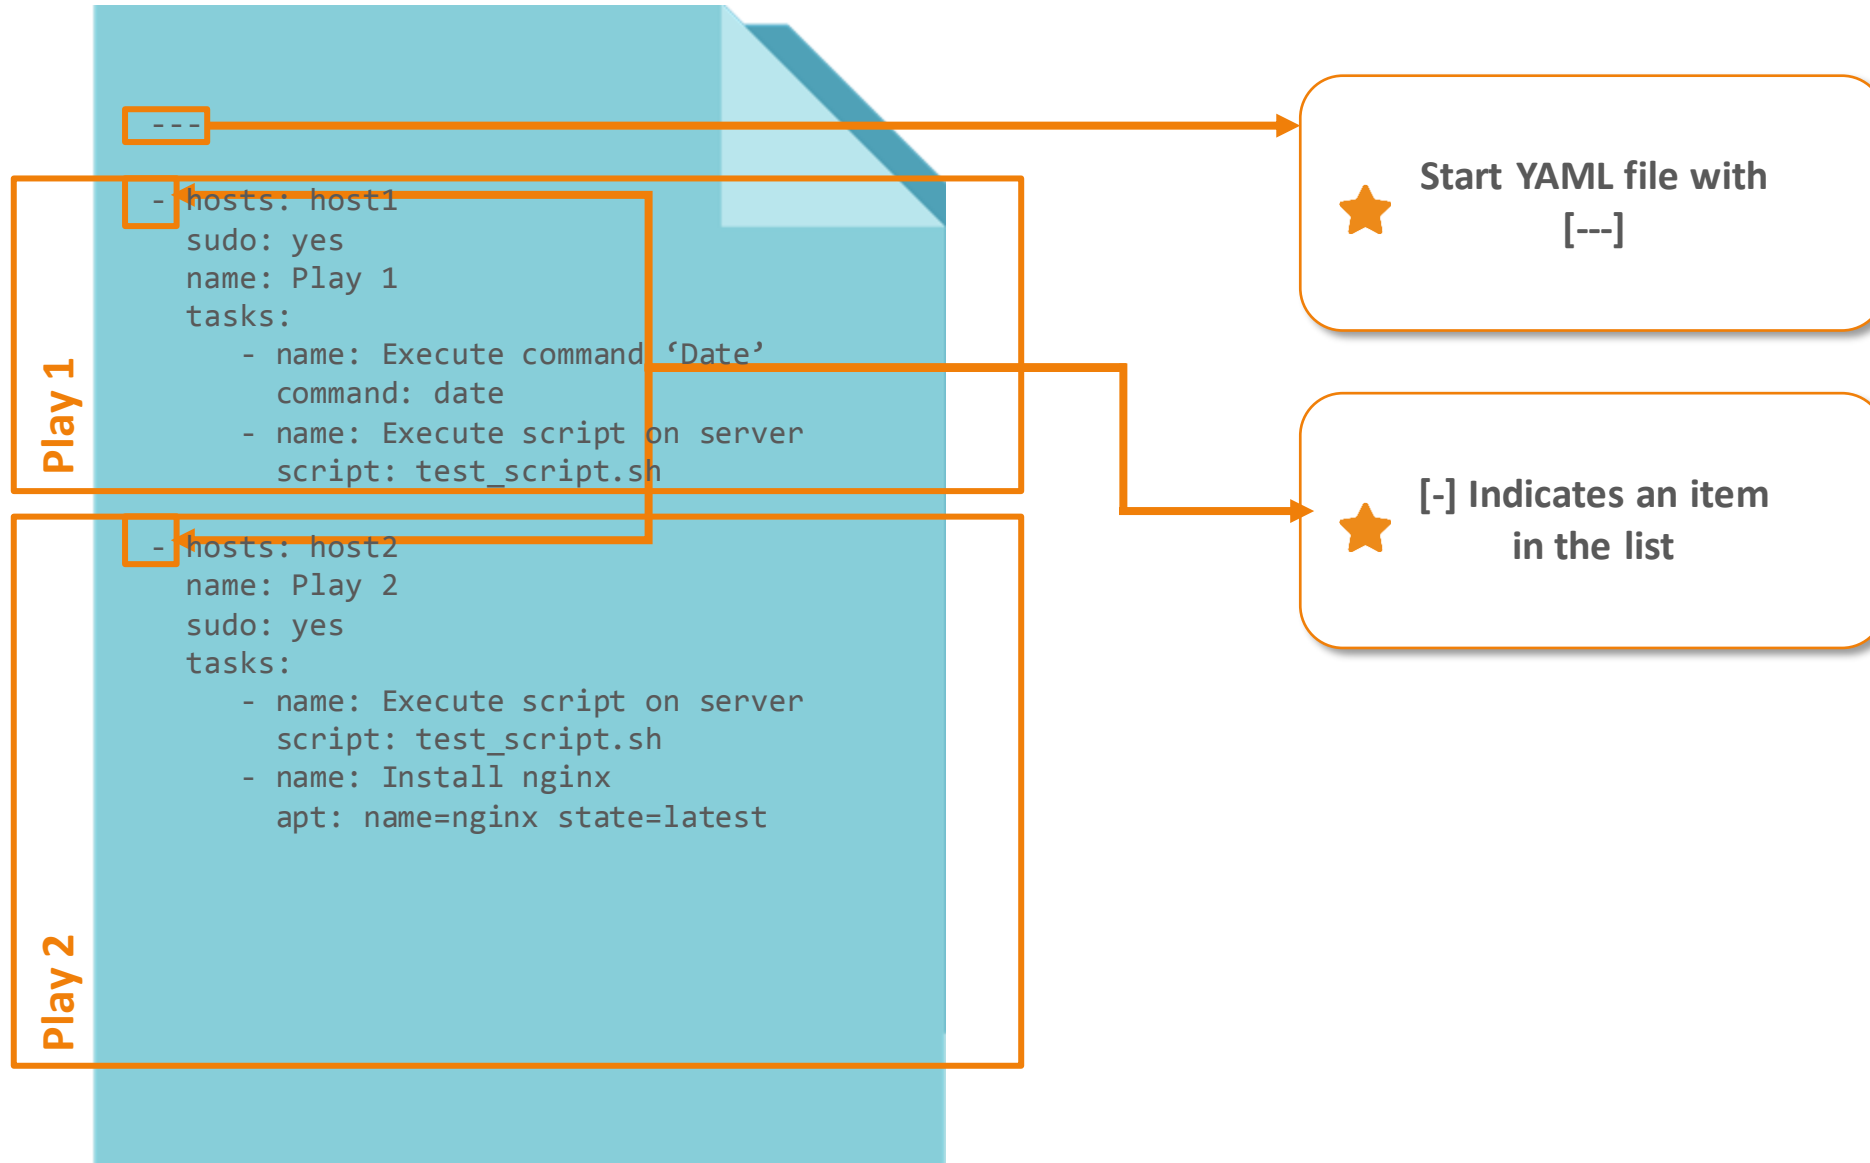 ---
- hosts: host1
sudo: yes
name: Play 1
tasks:
- name: Execute command ‘Date’
command: date
- name: Execute script on server
script: test_script.sh
Play 1
- hosts: host2
name: Play 2
sudo: yes
tasks:
- name: Execute script on server
script: test_script.sh
- name: Install nginx
apt: name=nginx state=latest
Play 2
Start YAML file with
[---]
[-] Indicates an item
in the list